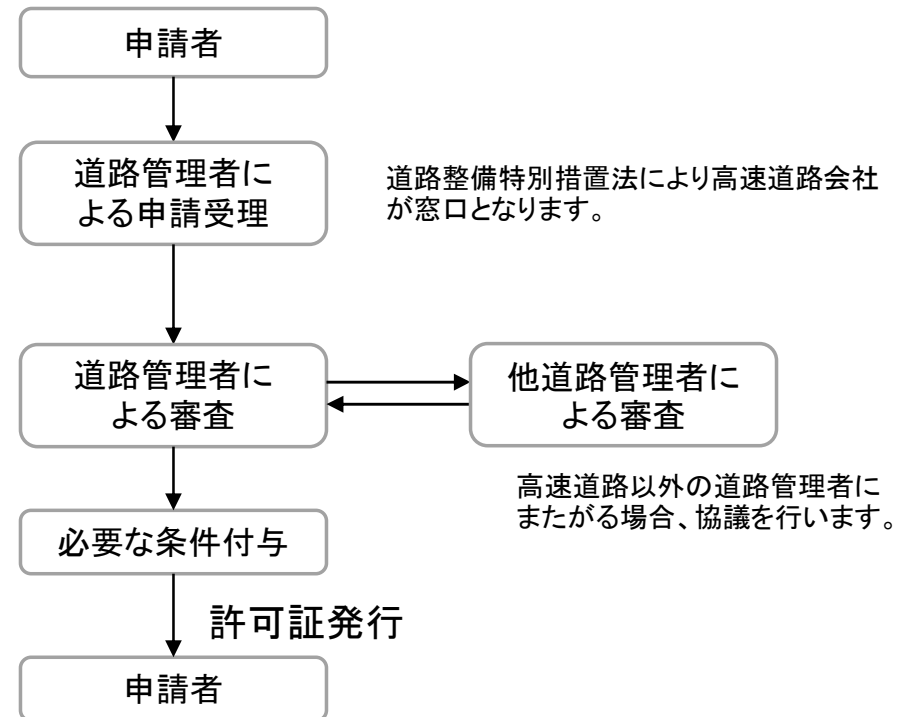 申請者
道路管理者に
よる申請受理
道路整備特別措置法により高速道路会社
が窓口となります。
道路管理者に
よる審査
他道路管理者に
よる審査
高速道路以外の道路管理者に
またがる場合、協議を行います。
必要な条件付与
許可証発行
申請者